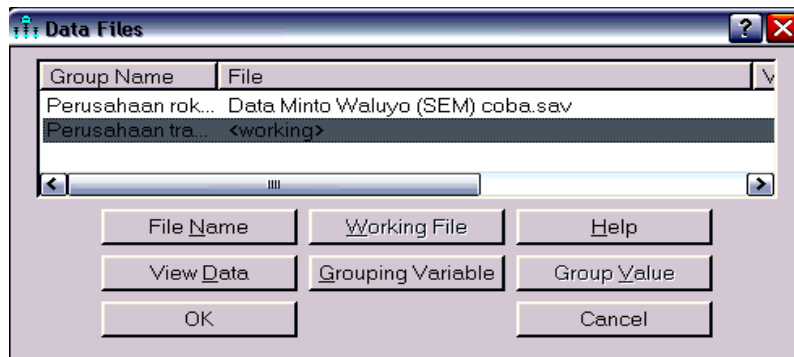 Data Files
Group Name File V
Perusahaan rok... Data Minto Waluyo (SEM) coba.sav
Perusahaan tra... <working>
File Name Working File Help
View Data Grouping Variable Group Value
OK Cancel